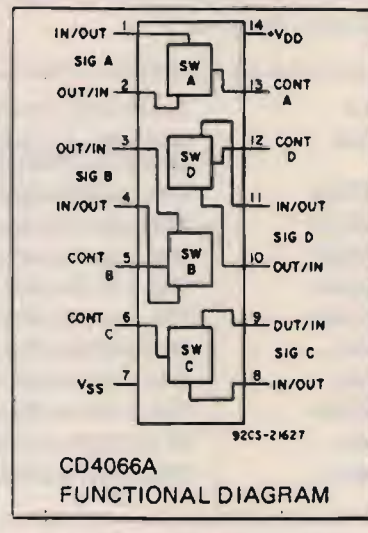 1 14
IN/OUT +VDD
SIG A SW A
2 13 CONT A
OUT/IN
3 12 CONT D
OUT/IN
SIG B SW D
4 11 IN/OUT
IN/OUT
SIG D
CONT B 5 SW B 10 OUT/IN
CONT C 6 9 OUT/IN
SW C SIG C
VSS 7 8 IN/OUT
92CS-21627
CD4066A
FUNCTIONAL DIAGRAM